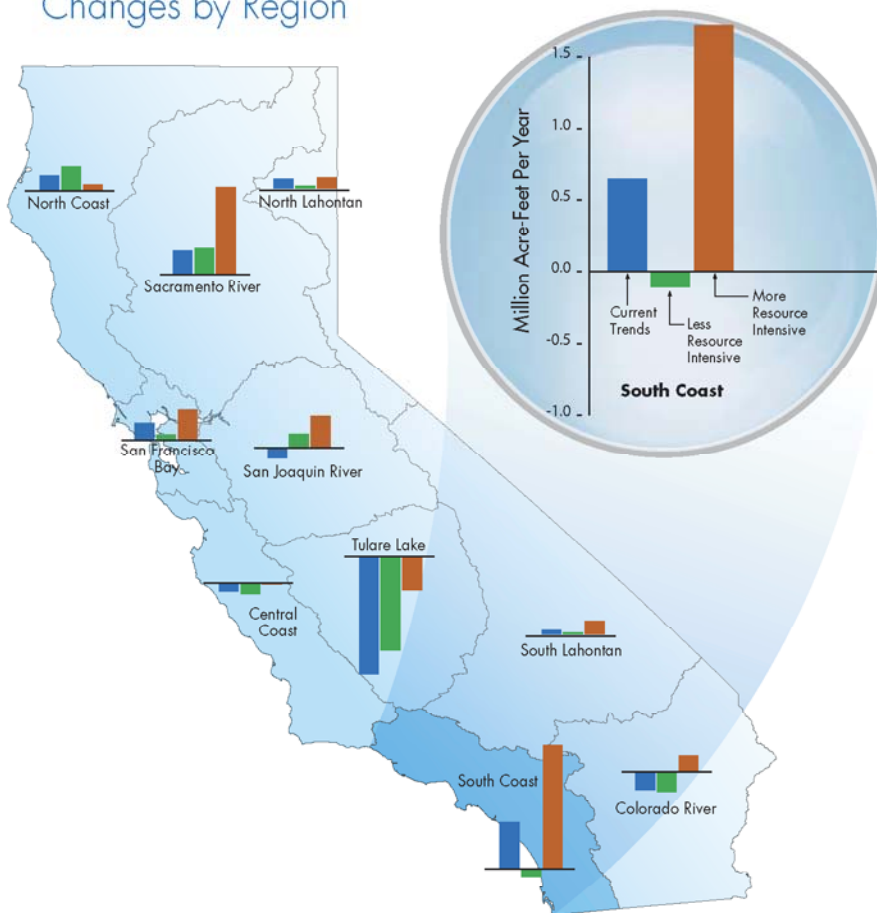 Changes by Region
1.5
1.0
0.5
0.0
-0.5
-1.0
Million Acre-Feet Per Year
Current
Trends
Less
Resource
Intensive
More
Resource
Intensive
South Coast
North Coast
North Lahontan
Sacramento River
San Francisco
Bay
San Joaquin River
Tulare Lake
Central
Coast
South Lahontan
South Coast
Colorado River